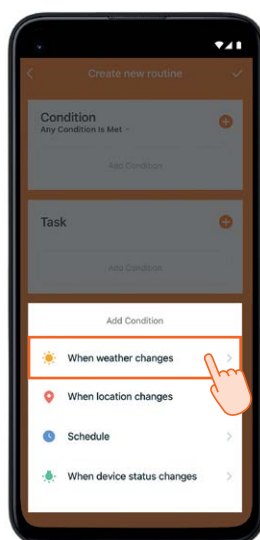 Create new routine
Condition
Any Condition Is Met
Add Condition
Task
Add Condition
Add Condition
When weather changes
When location changes
Schedule
When device status changes